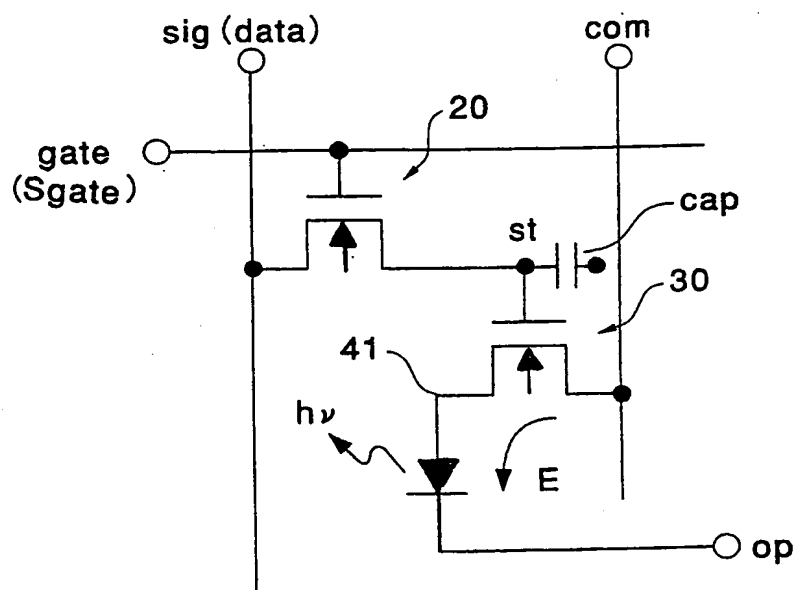 sig (data)
com
20
gate
(Sgate)
cap
st
30
41
hν
E
op